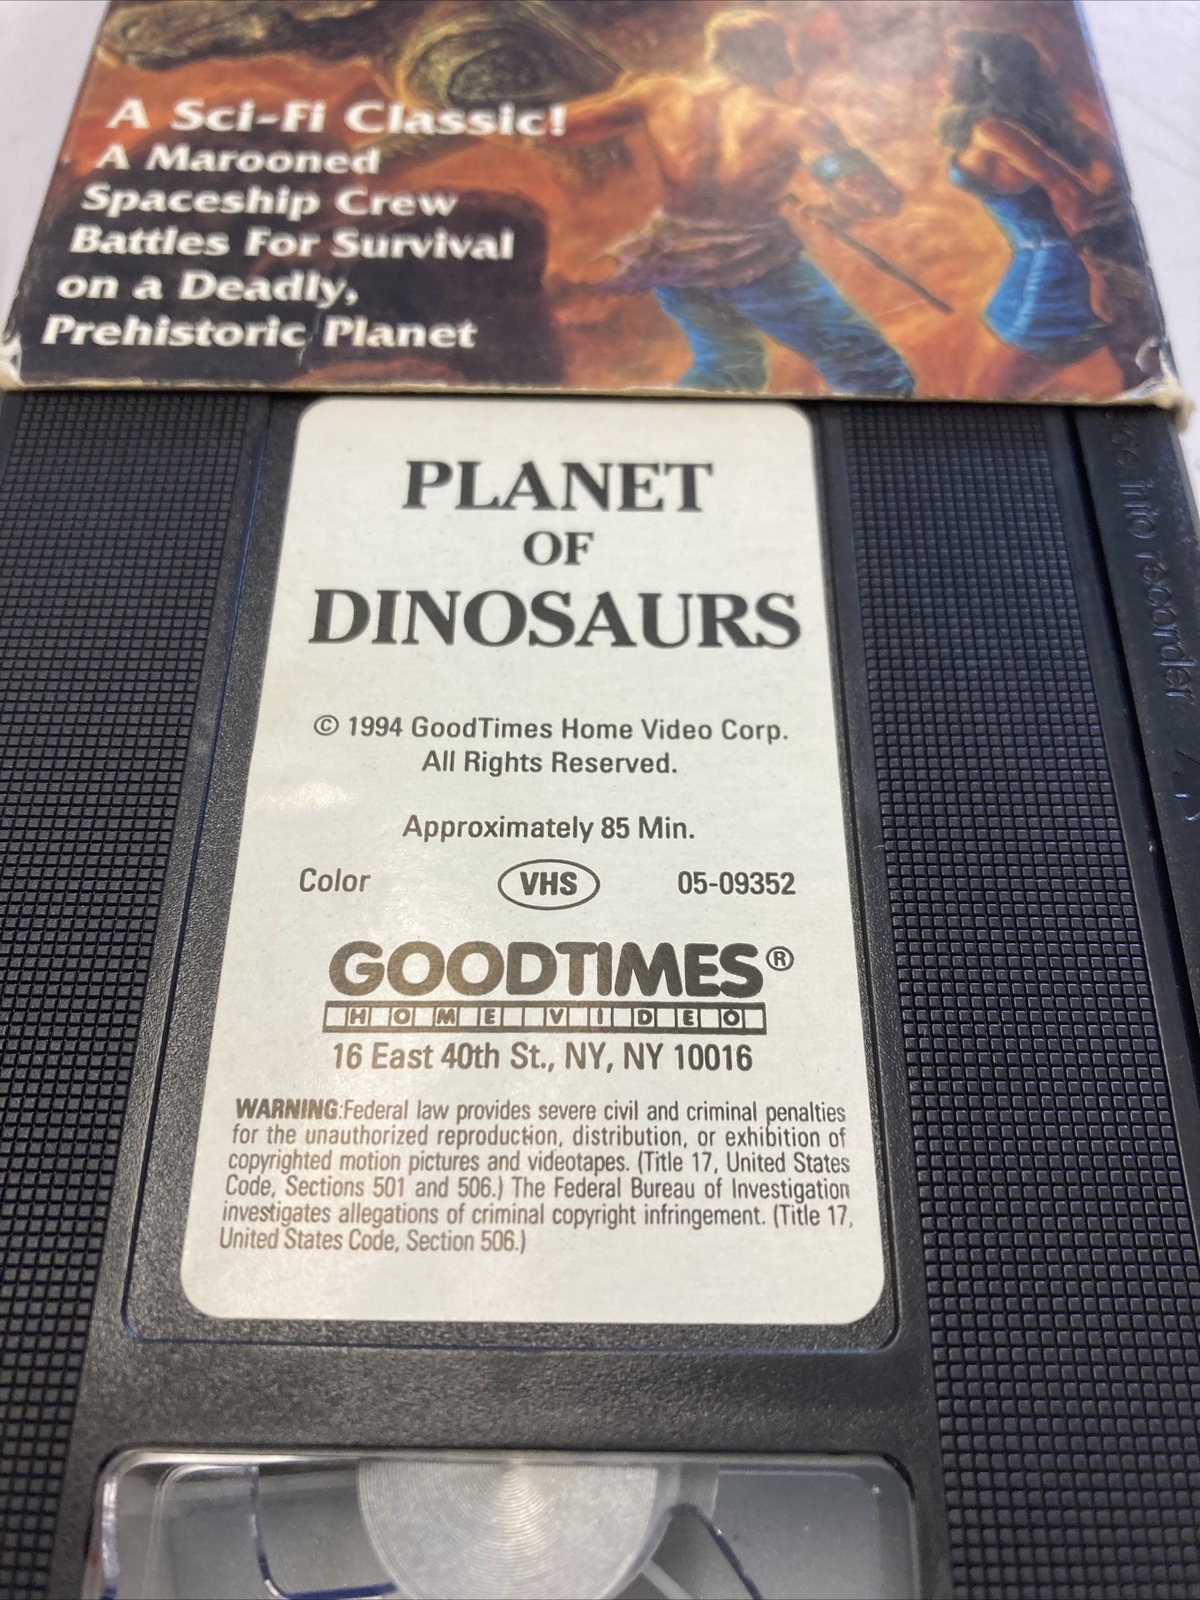 A Sci-Fi Classic!
A Marooned
Spaceship Crew
Battles For Survival
on a Deadly,
Prehistoric Planet
PLANET
OF
DINOSAURS
© 1994 GoodTimes Home Video Corp.
All Rights Reserved.
Approximately 85 Min.
Color VHS 05-09352
GOODTIMES®
HOME VIDEO
16 East 40th St., NY, NY 10016
WARNING:Federal law provides severe civil and criminal penalties
for the unauthorized reproduction, distribution, or exhibition of
copyrighted motion pictures and videotapes. (Title 17, United States
Code, Sections 501 and 506.) The Federal Bureau of Investigation
investigates allegations of criminal copyright infringement. (Title 17,
United States Code, Section 506.)
into recorder